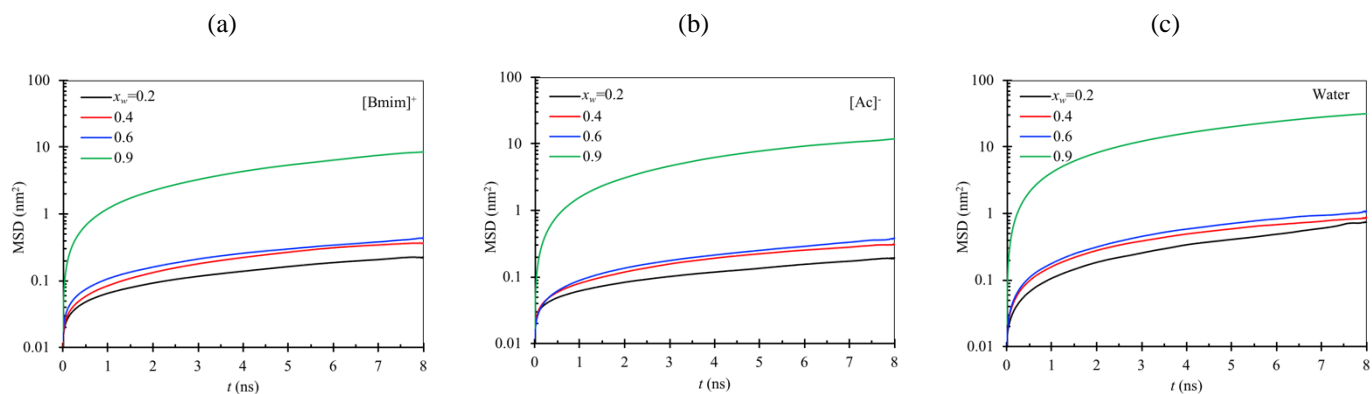 (a)
(b)
(c)
MSD (nm²)
100
10
1
0.1
0.01
x_w=0.2
0.4
0.6
0.9
[Bmim]⁺
0 1 2 3 4 5 6 7 8
t (ns)
MSD (nm²)
100
10
1
0.1
0.01
x_w=0.2
0.4
0.6
0.9
[Ac]⁻
0 1 2 3 4 5 6 7 8
t (ns)
MSD (nm²)
100
10
1
0.1
0.01
x_w=0.2
0.4
0.6
0.9
Water
0 1 2 3 4 5 6 7 8
t (ns)